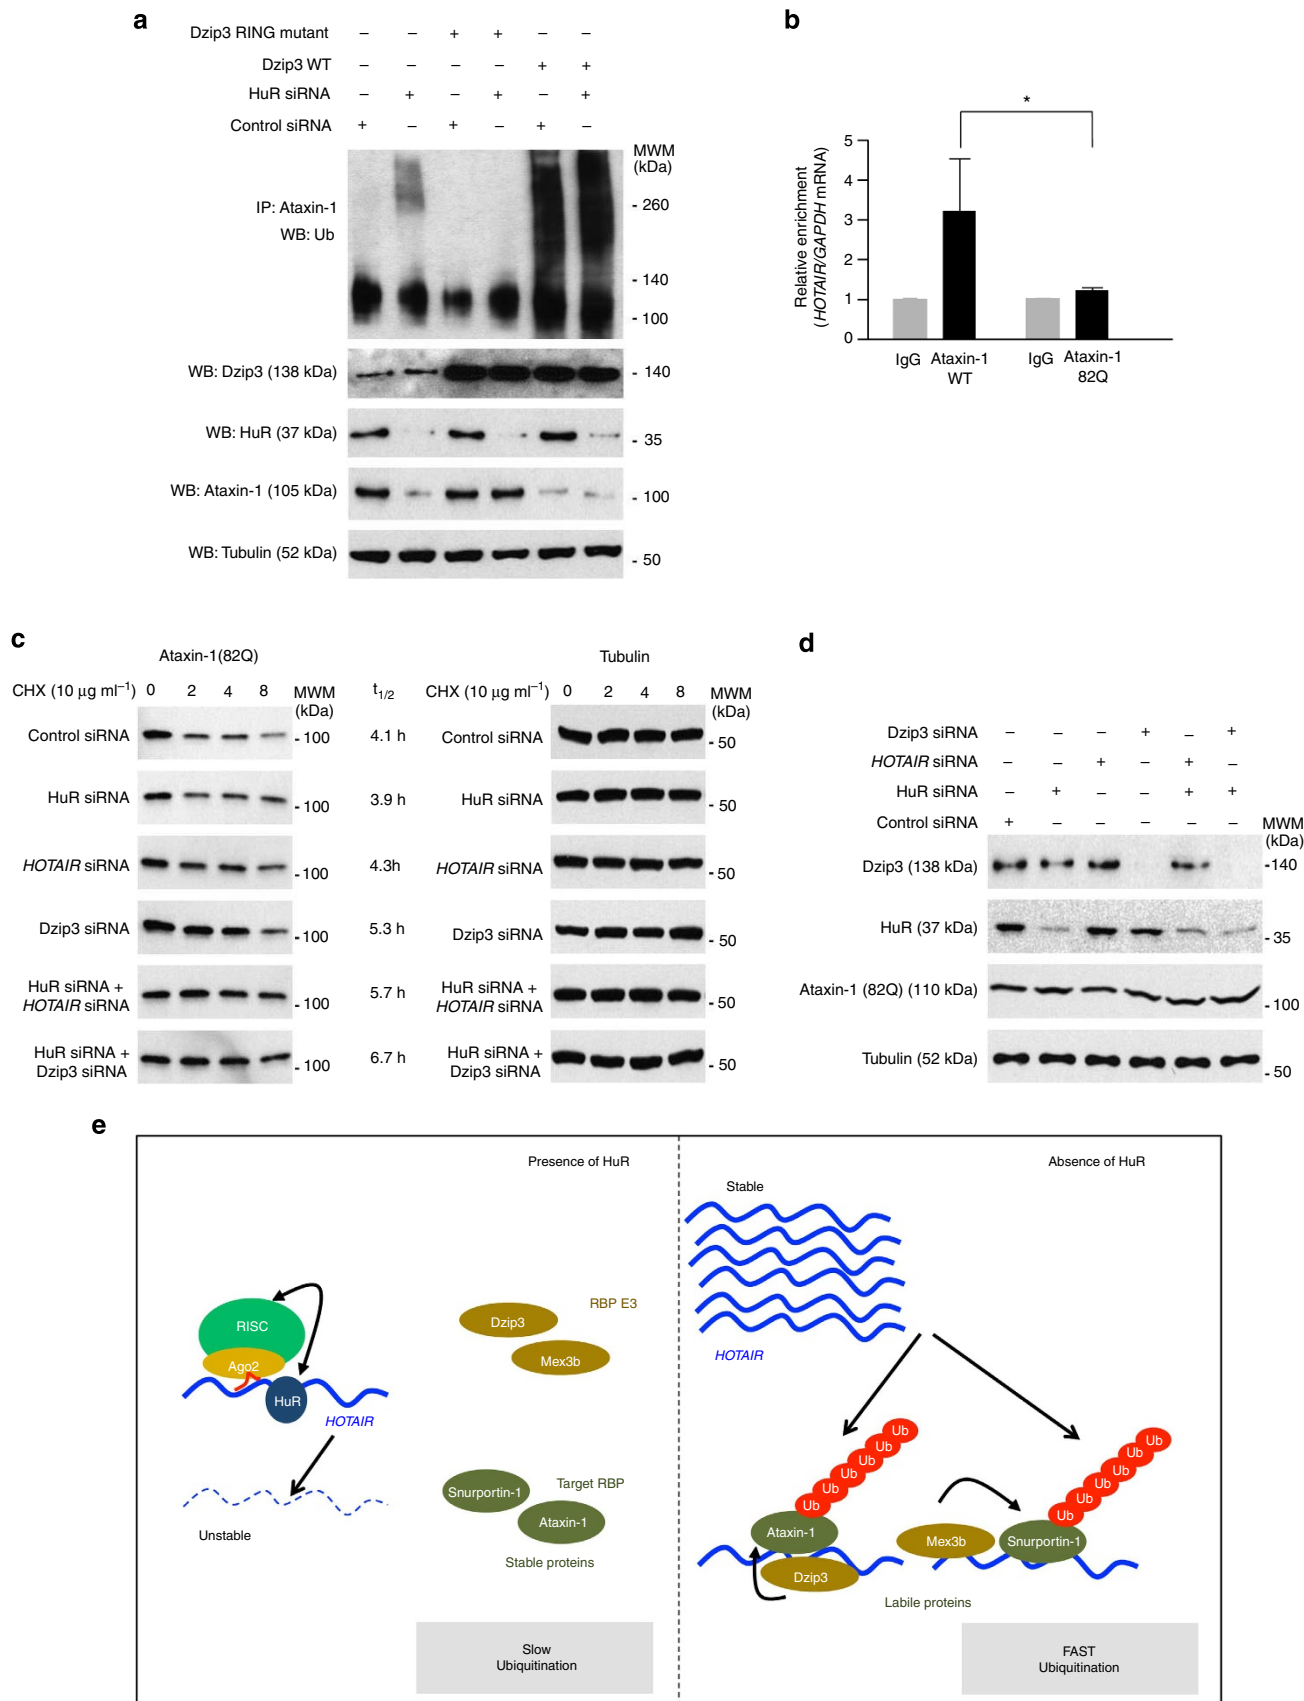 a
Dzip3 RING mutant – – + + – –
Dzip3 WT – – – – + +
HuR siRNA – + – + – +
Control siRNA + – + – + –
MWM
(kDa)
IP: Ataxin-1
WB: Ub
- 260
- 140
- 100
WB: Dzip3 (138 kDa) - 140
WB: HuR (37 kDa) - 35
WB: Ataxin-1 (105 kDa) - 100
WB: Tubulin (52 kDa) - 50
b
*
Relative enrichment
(HOTAIR/GAPDH mRNA)
5
4
3
2
1
0
IgG Ataxin-1
WT
IgG Ataxin-1
82Q
c
Ataxin-1(82Q)
CHX (10 µg ml−1) 0 2 4 8 MWM
(kDa)
t1/2
Control siRNA - 100 4.1 h
HuR siRNA - 100 3.9 h
HOTAIR siRNA - 100 4.3h
Dzip3 siRNA - 100 5.3 h
HuR siRNA +
HOTAIR siRNA - 100 5.7 h
HuR siRNA +
Dzip3 siRNA - 100 6.7 h
Tubulin
CHX (10 µg ml−1) 0 2 4 8 MWM
(kDa)
Control siRNA - 50
HuR siRNA - 50
HOTAIR siRNA - 50
Dzip3 siRNA - 50
HuR siRNA +
HOTAIR siRNA - 50
HuR siRNA +
Dzip3 siRNA - 50
d
Dzip3 siRNA – – – + – +
HOTAIR siRNA – – + – + –
HuR siRNA – + – – + +
Control siRNA + – – – – –
MWM
(kDa)
Dzip3 (138 kDa) -140
HuR (37 kDa) - 35
Ataxin-1 (82Q) (110 kDa) - 100
Tubulin (52 kDa) - 50
e
Presence of HuR
RISC
Ago2
HuR
HOTAIR
Unstable
RBP E3
Dzip3
Mex3b
Target RBP
Snurportin-1
Ataxin-1
Stable proteins
Slow
Ubiquitination
Absence of HuR
Stable
HOTAIR
Ub
Ub
Ub
Ub
Ub
Ub
Ataxin-1
Dzip3
Ub
Ub
Ub
Ub
Ub
Ub
Mex3b
Snurportin-1
Labile proteins
FAST
Ubiquitination